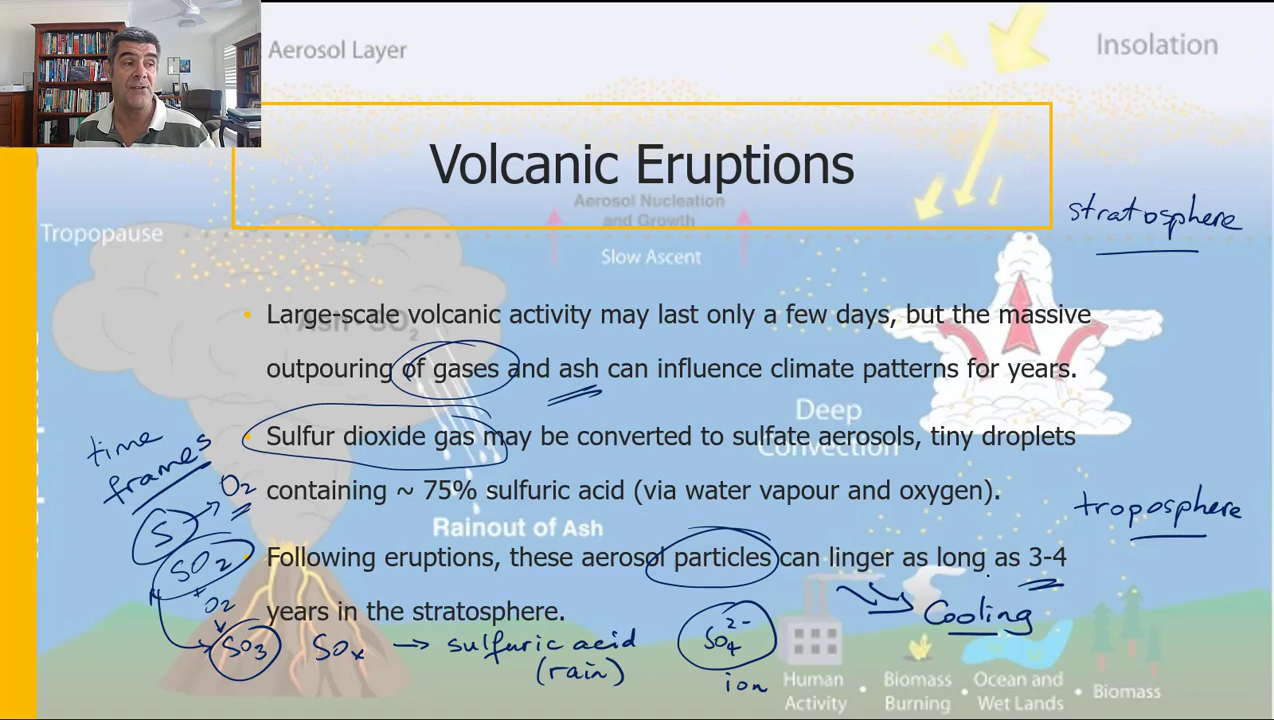 Aerosol Layer
Insolation
Volcanic Eruptions
Aerosol Nucleation
and Growth
stratosphere
Tropopause
Slow Ascent
Large-scale volcanic activity may last only a few days, but the massive
Ash + SO2
outpouring of gases and ash can influence climate patterns for years.
Deep
Convection
time
frames
Sulfur dioxide gas may be converted to sulfate aerosols, tiny droplets
containing ~ 75% sulfuric acid (via water vapour and oxygen).
S → O2
troposphere
Rainout of Ash
Following eruptions, these aerosol particles can linger as long as 3-4
years in the stratosphere.
SO2
+
O2
SO3
SOx → sulfuric acid
(rain)
SO4 2-
ion
Cooling
Human
Activity
• Biomass
Burning
• Ocean and
Wet Lands
• Biomass